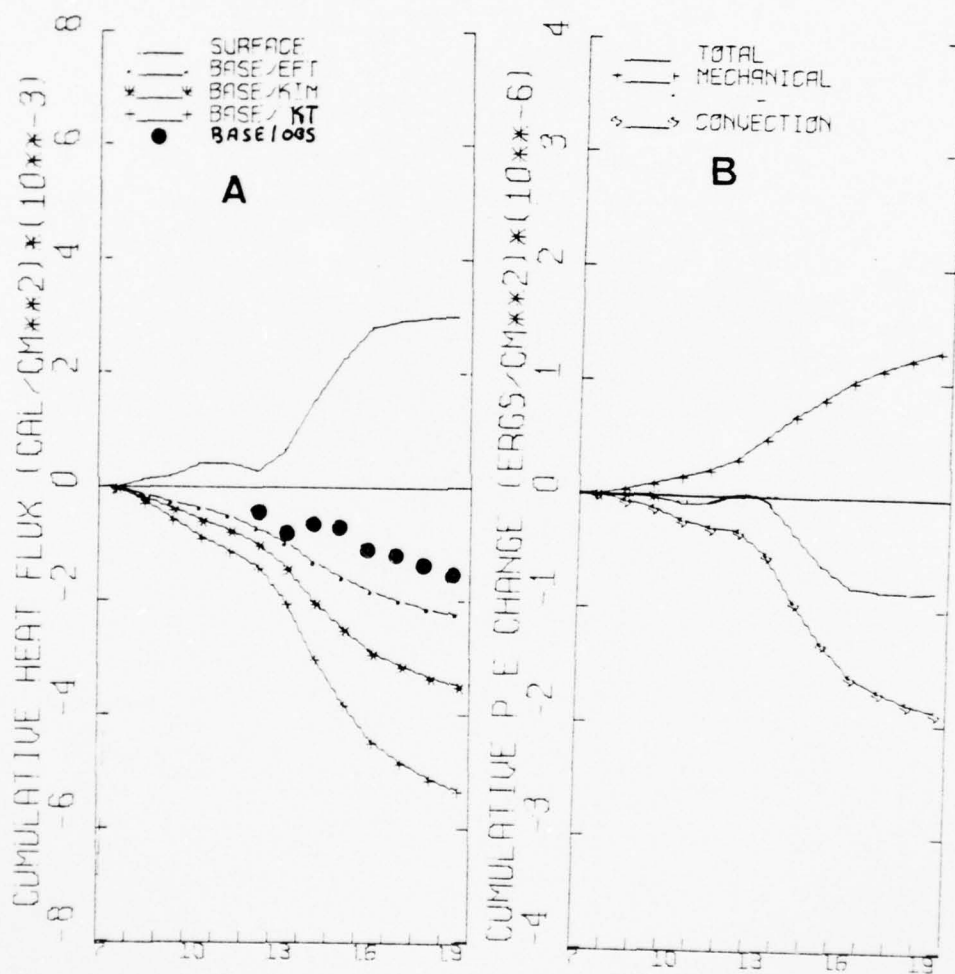 SURFACE
BASE/EFT
BASE/KIM
BASE/KT
BASE/OBS
A
CUMULATIVE HEAT FLUX (CAL/CM**2)*(10**-3)
8
6
4
2
0
-2
-4
-6
-8
7
10
13
16
19
TOTAL
MECHANICAL
CONVECTION
B
CUMULATIVE P E CHANGE (ERGS/CM**2)*(10**-6)
4
3
2
1
0
-1
-2
-3
-4
7
10
13
16
19